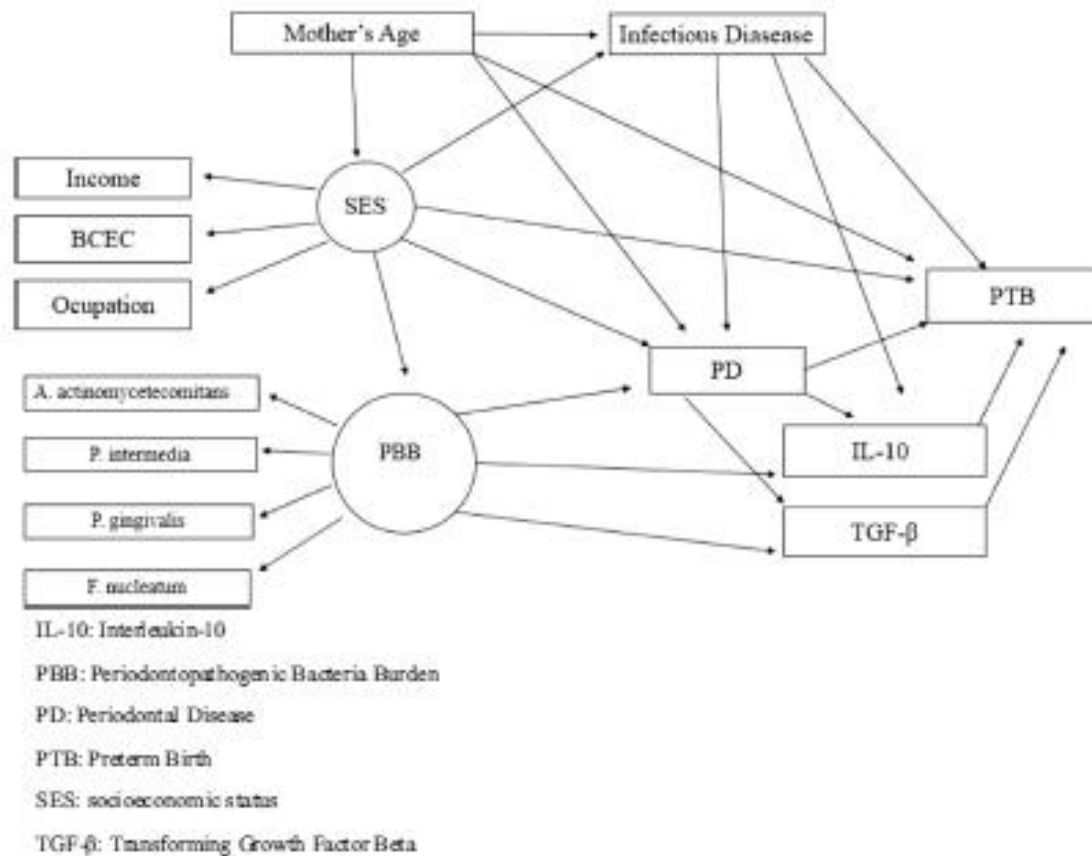 Mother's Age
Infectious Diasease
Income
SES
BCEC
Ocupation
PTB
PD
A. actinomycetecomitans
PBB
IL-10
P. intermedia
P. gingivalis
TGF-β
F. nucleatum
IL-10: Interleukin-10
PBB: Periodontopathogenic Bacteria Burden
PD: Periodontal Disease
PTB: Preterm Birth
SES: socioeconomic status
TGF-β: Transforming Growth Factor Beta